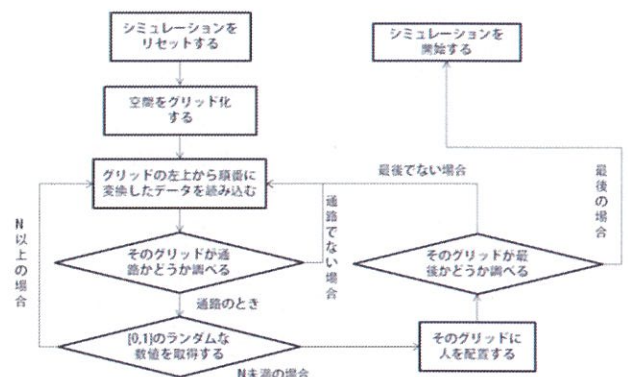 シミュレーションを
リセットする
シミュレーションを
開始する
空間をグリッド化
する
グリッドの左上から順番に
変換したデータを読み込む
最後でない場合
最後の場合
通路でない場合
N以上の場合
そのグリッドが通
路かどうか調べる
そのグリッドが最
後かどうか調べる
通路のとき
[0,1]のランダムな
数値を取得する
そのグリッドに
人を配置する
N未満の場合